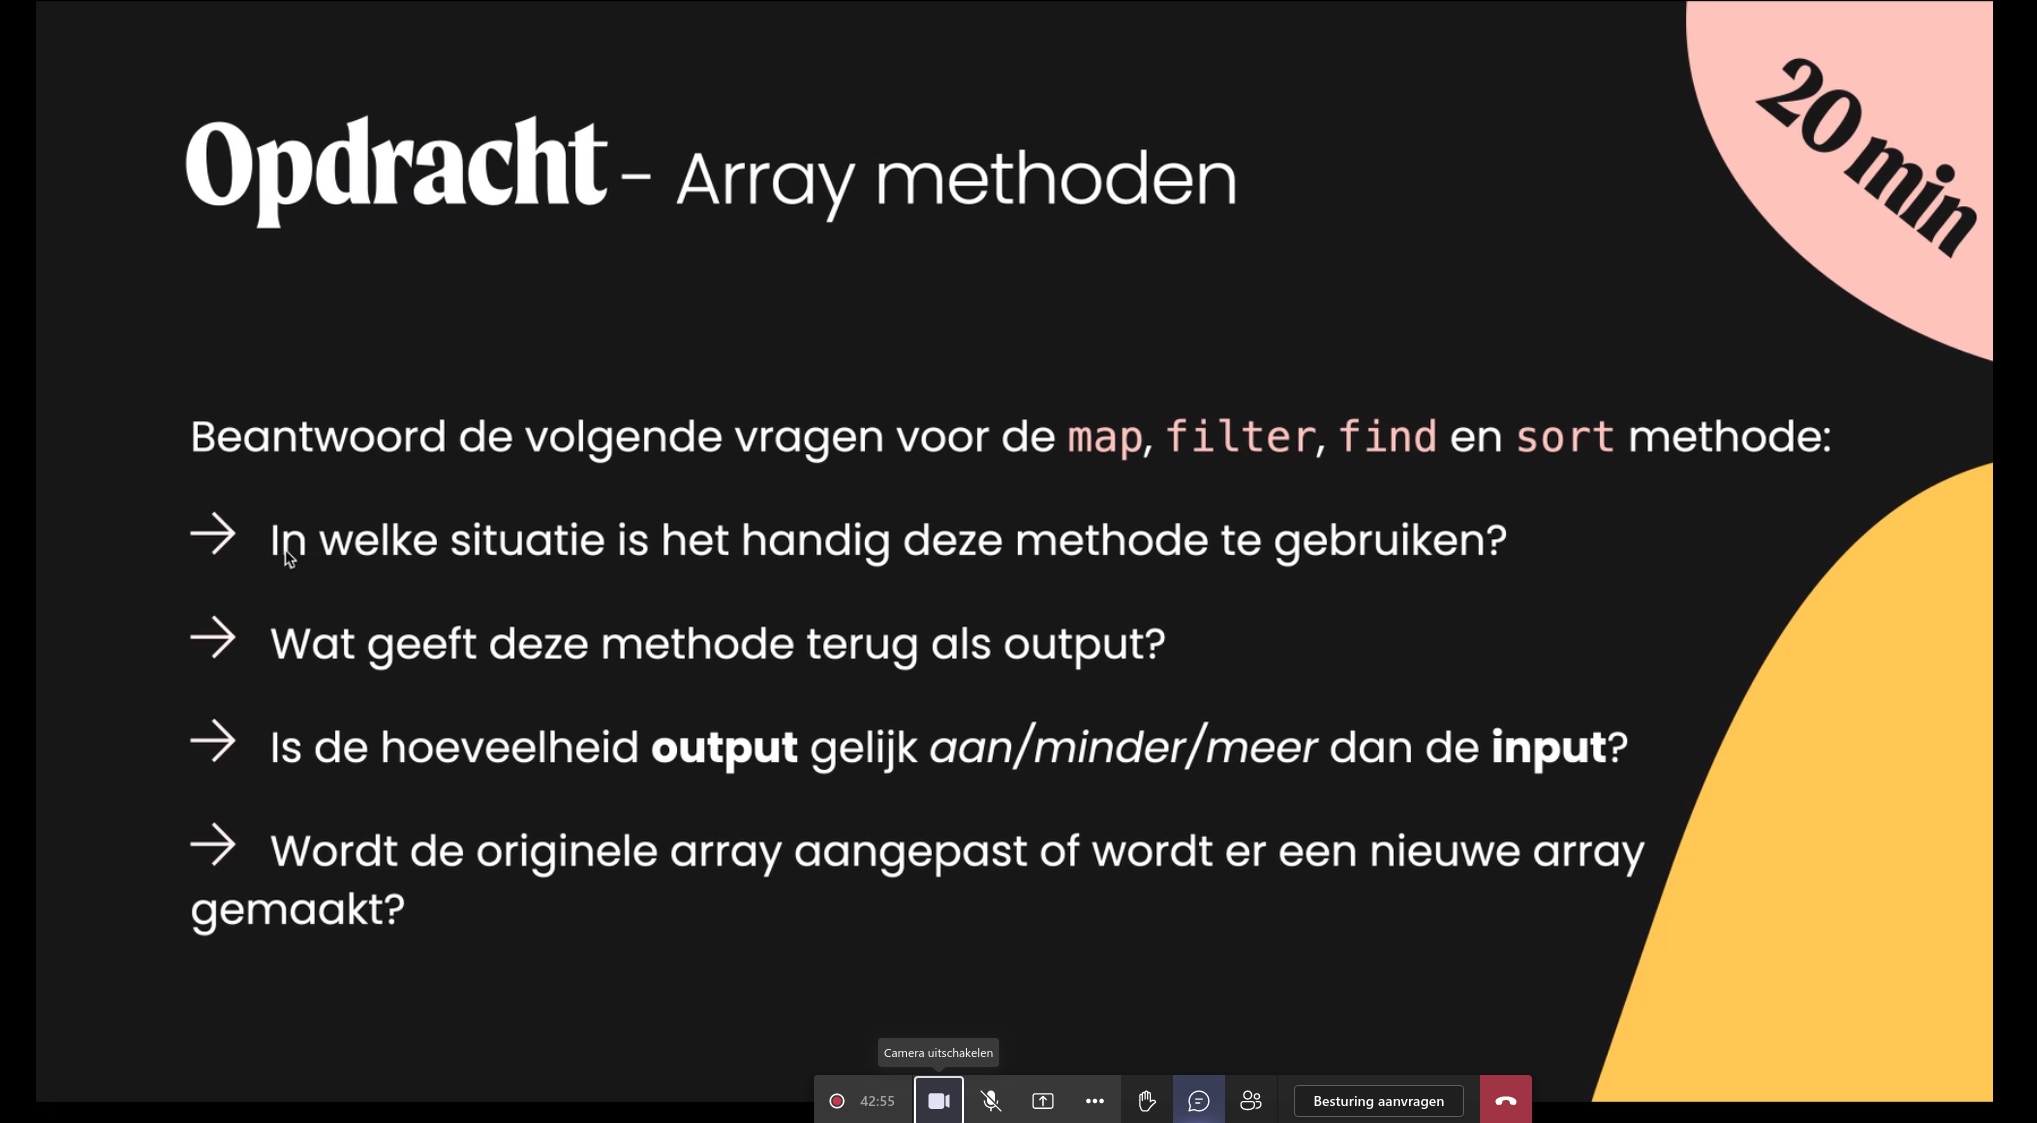 20 min
Opdracht - Array methoden
Beantwoord de volgende vragen voor de map, filter, find en sort methode:
→ In welke situatie is het handig deze methode te gebruiken?
→ Wat geeft deze methode terug als output?
→ Is de hoeveelheid output gelijk aan/minder/meer dan de input?
→ Wordt de originele array aangepast of wordt er een nieuwe array
gemaakt?
Camera uitschakelen
42:55
Besturing aanvragen